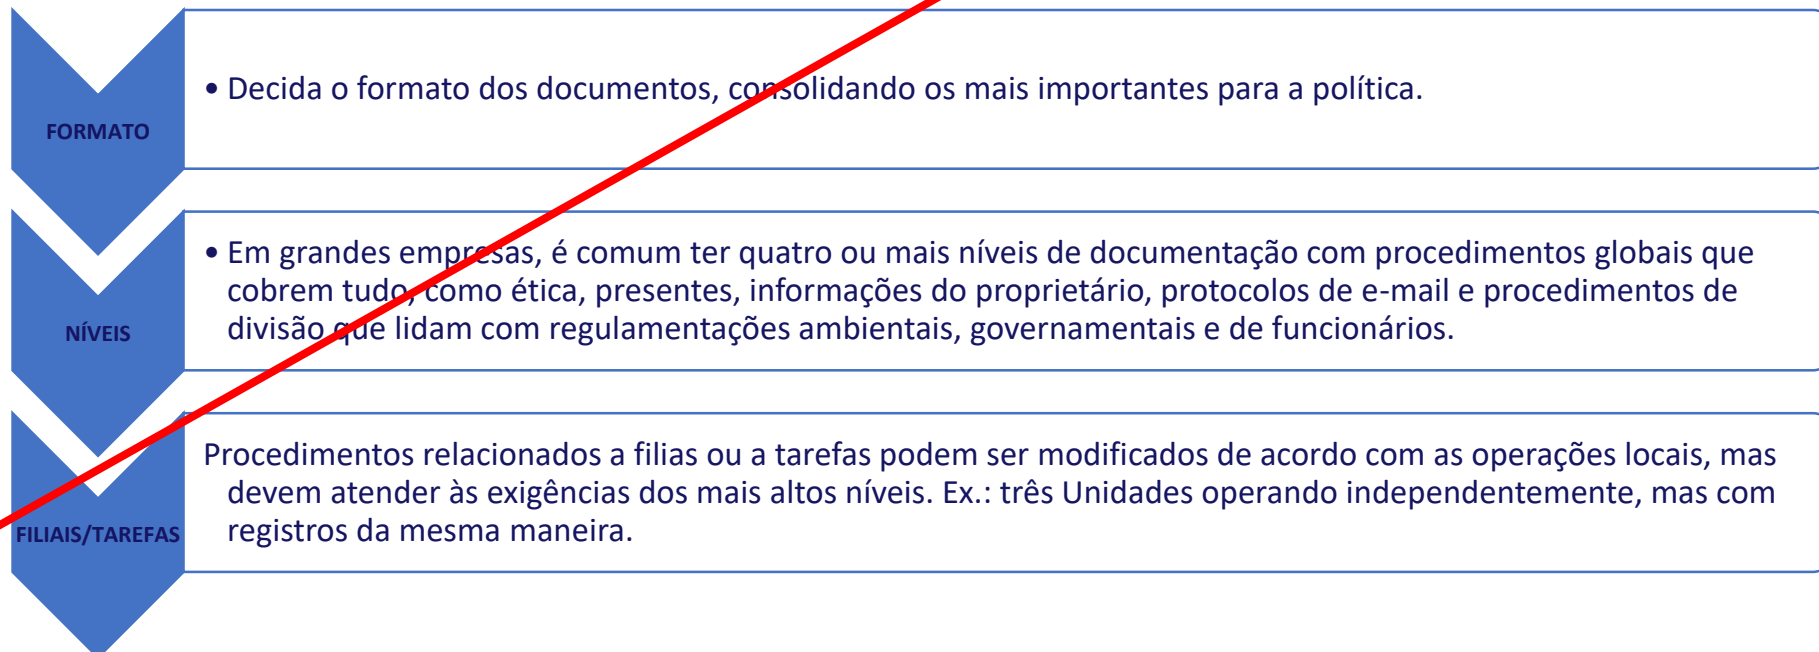 FORMATO
• Decida o formato dos documentos, consolidando os mais importantes para a política.
NÍVEIS
• Em grandes empresas, é comum ter quatro ou mais níveis de documentação com procedimentos globais que
cobrem tudo, como ética, presentes, informações do proprietário, protocolos de e-mail e procedimentos de
divisão que lidam com regulamentações ambientais, governamentais e de funcionários.
FILIAIS/TAREFAS
Procedimentos relacionados a filias ou a tarefas podem ser modificados de acordo com as operações locais, mas
devem atender às exigências dos mais altos níveis. Ex.: três Unidades operando independentemente, mas com
registros da mesma maneira.